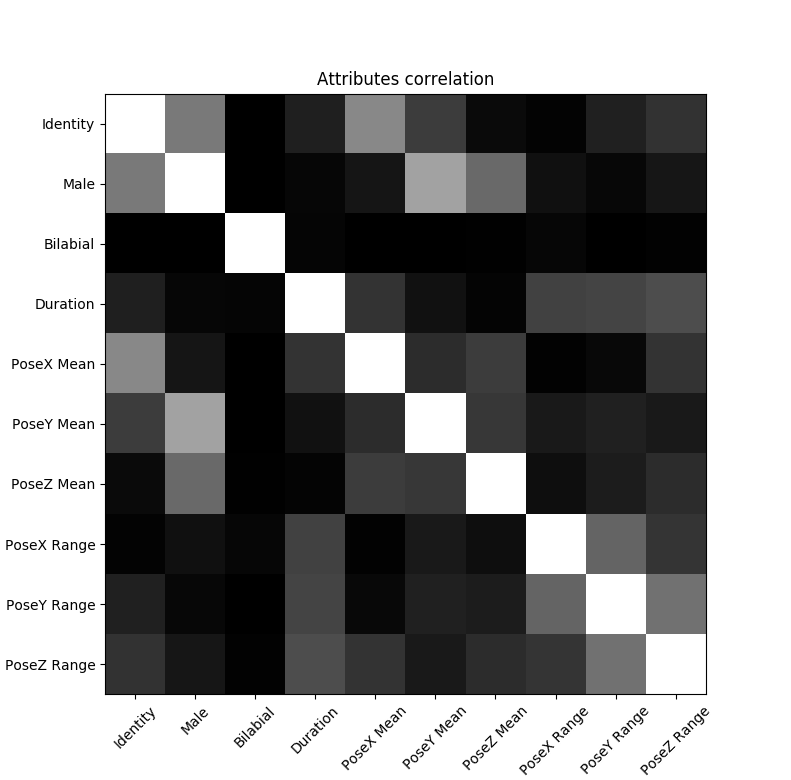 Attributes correlation
Identity
Male
Bilabial
Duration
PoseX Mean
PoseY Mean
PoseZ Mean
PoseX Range
PoseY Range
PoseZ Range
Identity
Male
Bilabial
Duration
PoseX Mean
PoseY Mean
PoseZ Mean
PoseX Range
PoseY Range
PoseZ Range